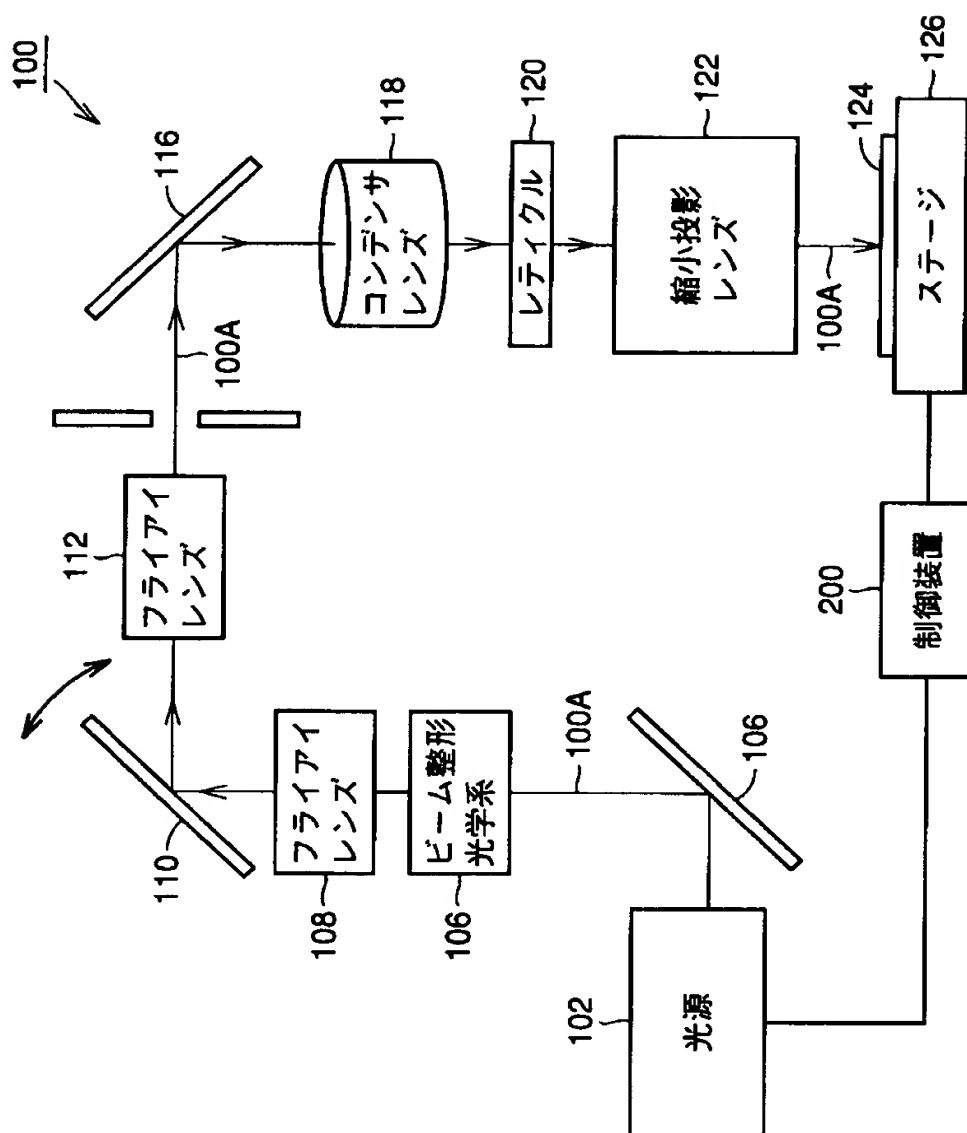 100
116
コンデンサ
レンズ
118
レティクル
120
縮小投影
レンズ
122
100A
124
ステージ
126
100A
フライアイ
レンズ
112
制御装置
200
110
フライアイ
レンズ
108
ビーム整形
光学系
106
100A
106
光源
102